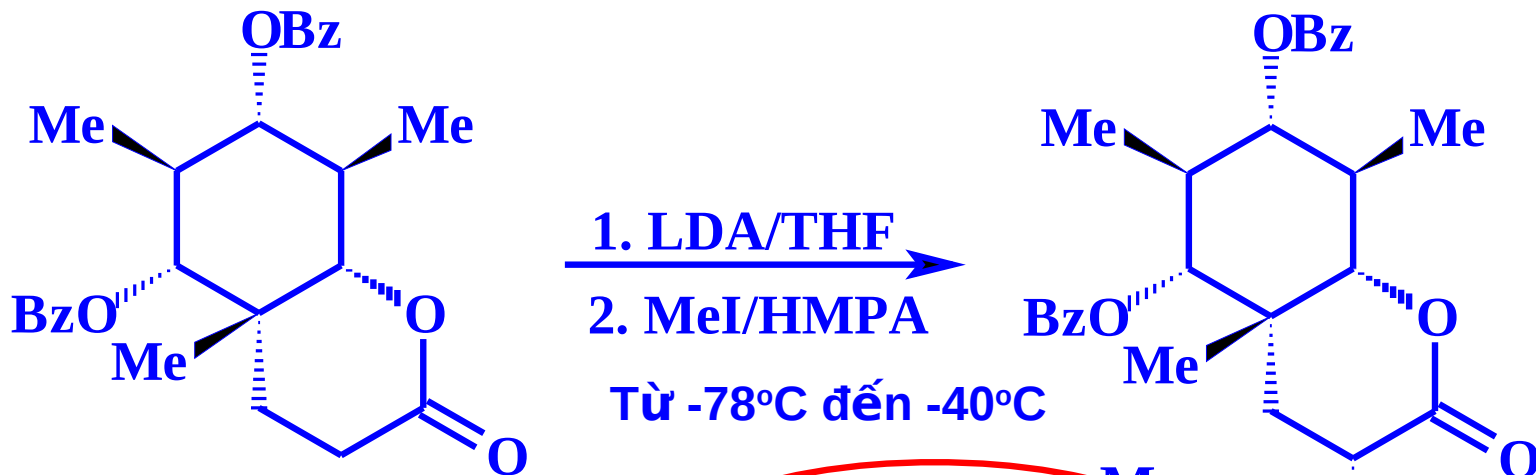 OBz
OBz
Me
Me
Me
Me
1. LDA/THF
BzO
O
2. MeI/HMPA
BzO
O
Me
Me
Từ -78ºC đến -40ºC
O
O